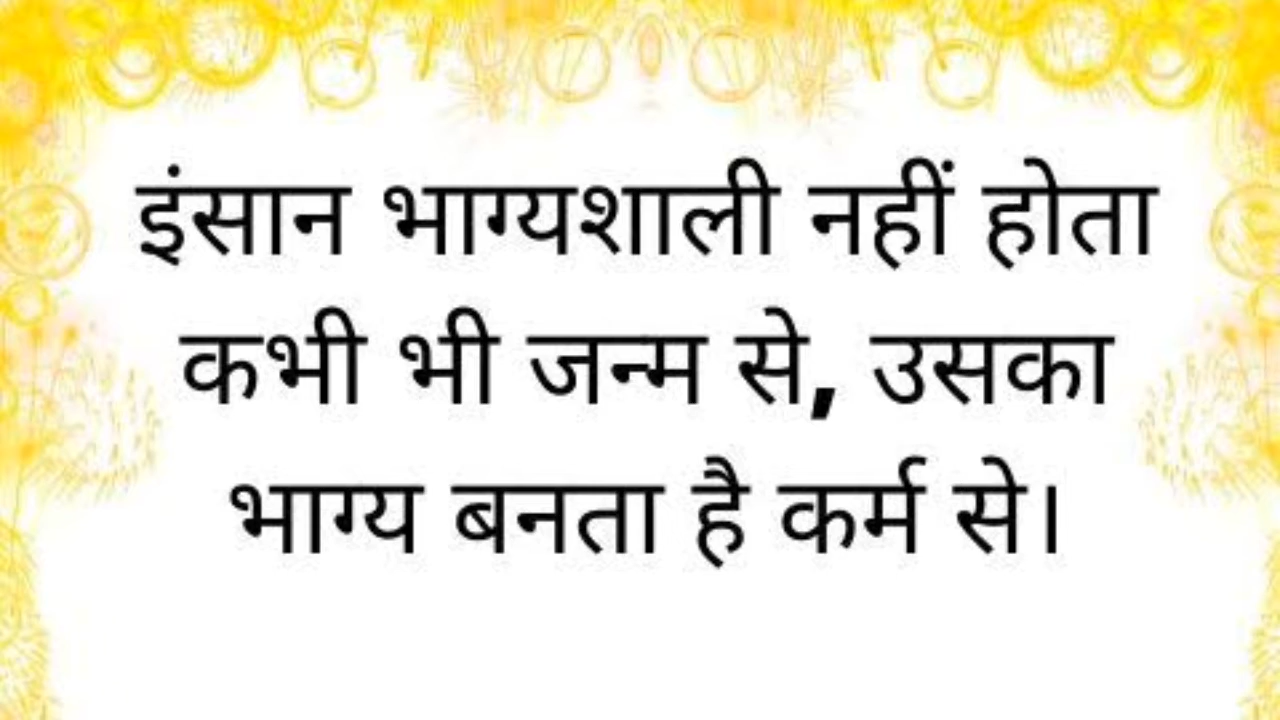 इंसान भाग्यशाली नहीं होता
कभी भी जन्म से, उसका
भाग्य बनता है कर्म से।